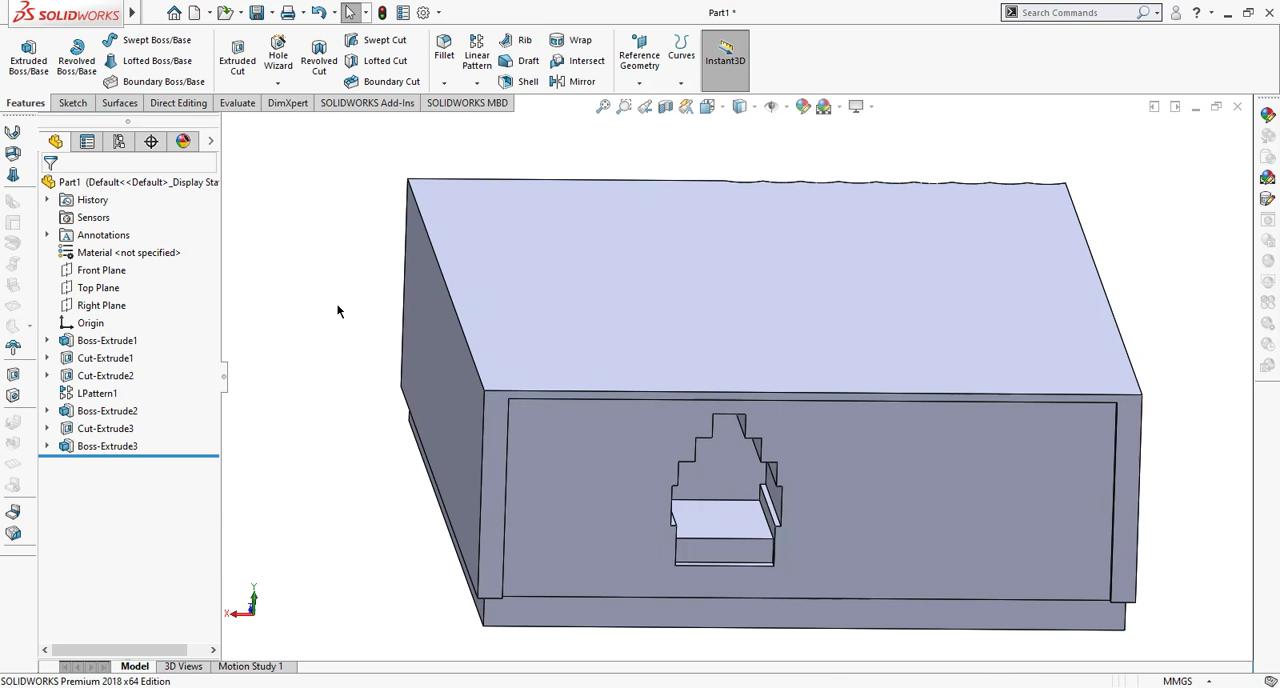 SOLIDWORKS
Part1 *
Search Commands
Extruded Boss/Base
Revolved Boss/Base
Swept Boss/Base
Lofted Boss/Base
Boundary Boss/Base
Extruded Cut
Hole Wizard
Revolved Cut
Swept Cut
Lofted Cut
Boundary Cut
Fillet
Linear Pattern
Rib
Draft
Shell
Wrap
Intersect
Mirror
Reference Geometry
Curves
Instant3D
Features
Sketch
Surfaces
Direct Editing
Evaluate
DimXpert
SOLIDWORKS Add-Ins
SOLIDWORKS MBD
Part1 (Default<<Default>_Display Sta
History
Sensors
Annotations
Material <not specified>
Front Plane
Top Plane
Right Plane
Origin
Boss-Extrude1
Cut-Extrude1
Cut-Extrude2
LPattern1
Boss-Extrude2
Cut-Extrude3
Boss-Extrude3
Y
X
Model
3D Views
Motion Study 1
SOLIDWORKS Premium 2018 x64 Edition
MMGS